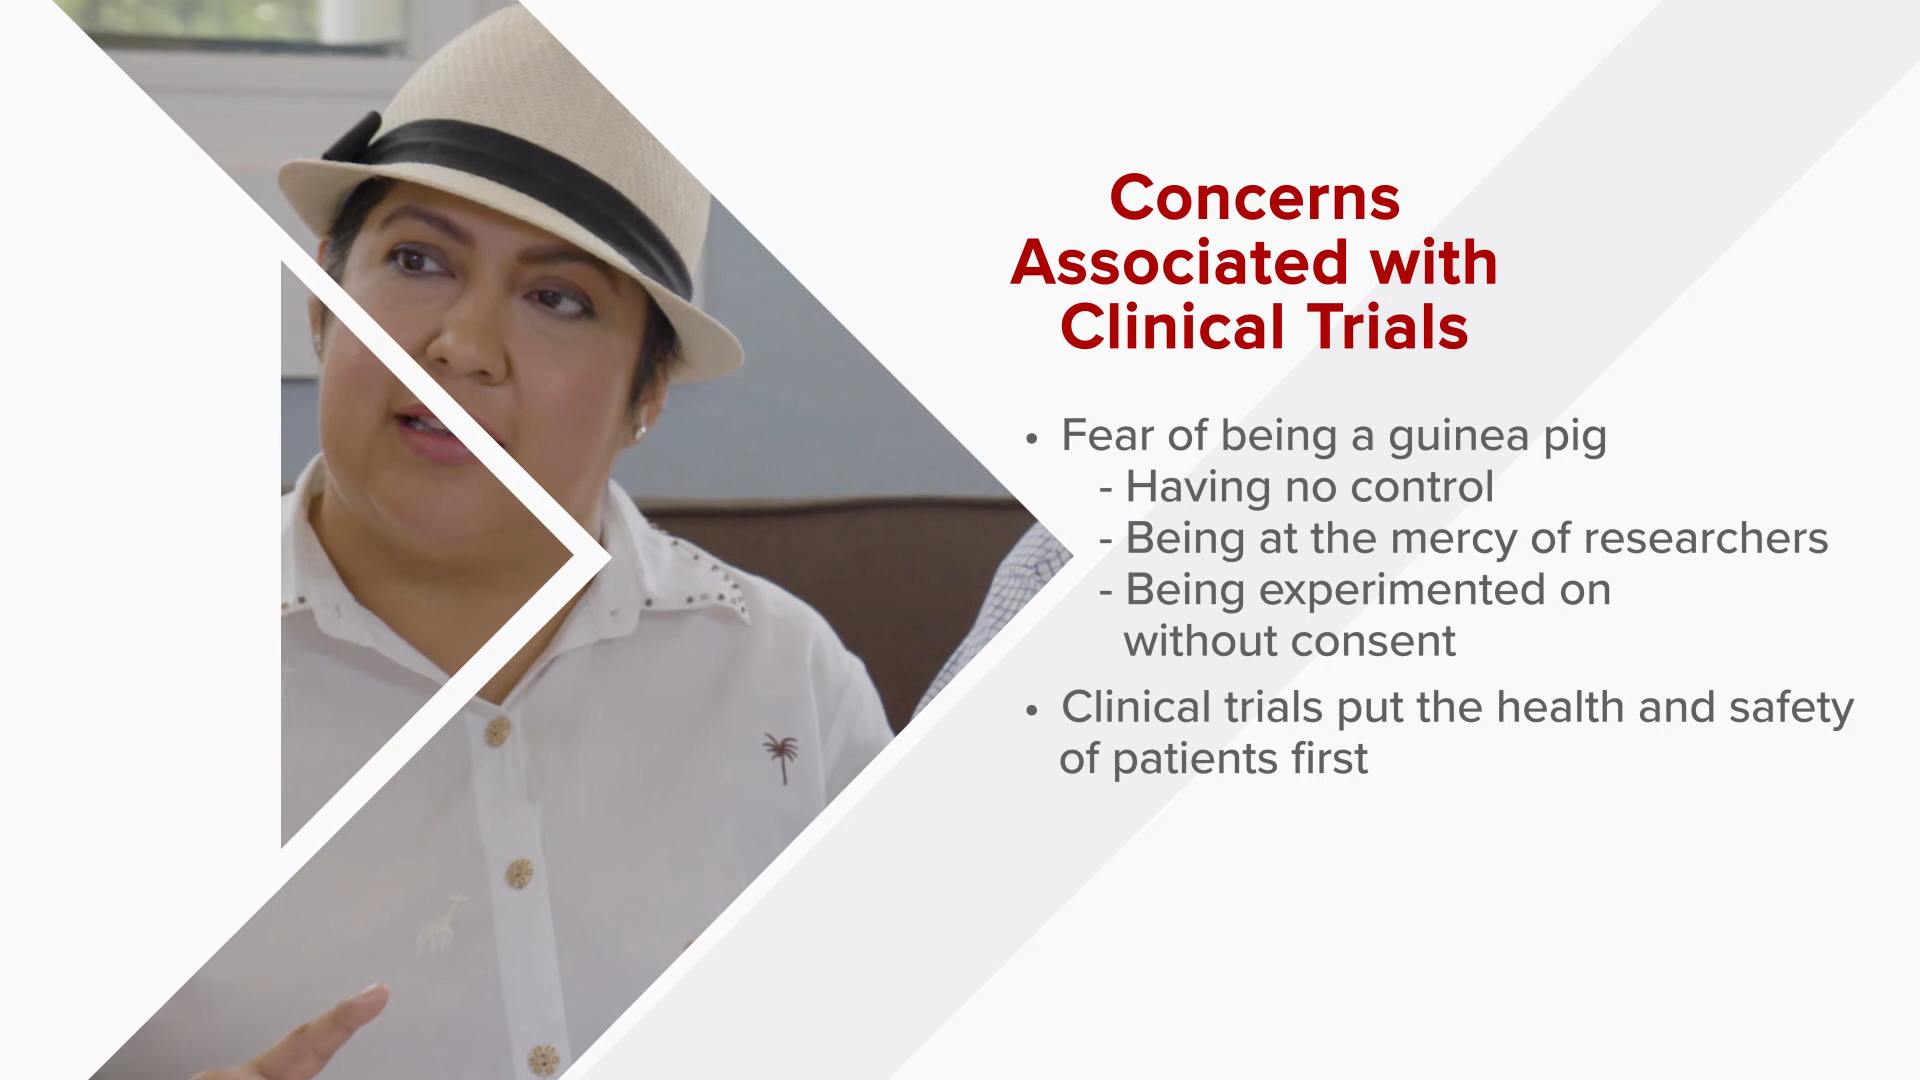 Concerns
Associated with
Clinical Trials
• Fear of being a guinea pig
- Having no control
- Being at the mercy of researchers
- Being experimented on
without consent
• Clinical trials put the health and safety
of patients first